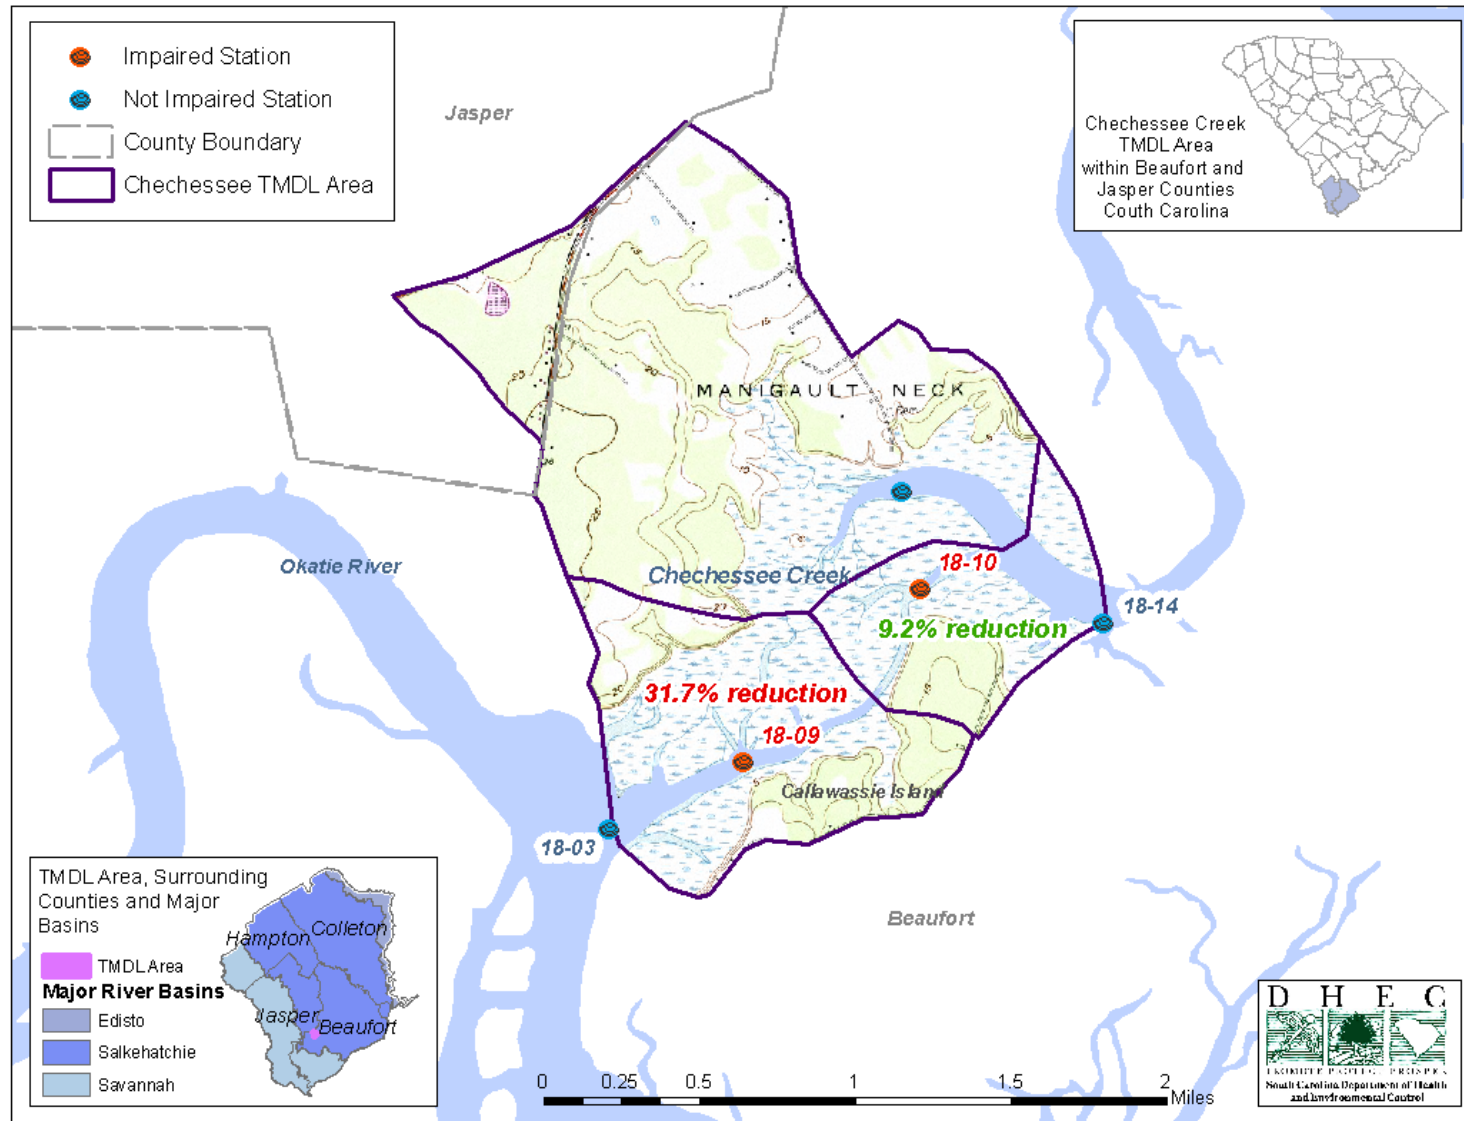 Impaired Station
Not Impaired Station
County Boundary
Chechessee TMDL Area
Jasper
Chechessee Creek
TMDL Area
within Beaufort and
Jasper Counties
Couth Carolina
MANIGAULT NECK
Okatie River
Chechessee Creek
18-10
18-14
9.2% reduction
31.7% reduction
18-09
Callawassie Island
18-03
Beaufort
TMDL Area, Surrounding
Counties and Major
Basins
Hampton
Colleton
TMDL Area
Major River Basins
Jasper
Beaufort
Edisto
Salkehatchie
Savannah
0 0.25 0.5 1 1.5 2
Miles
D H E C
PROMOTE PROTECT PROSPER
South Carolina Department of Health
and Environmental Control